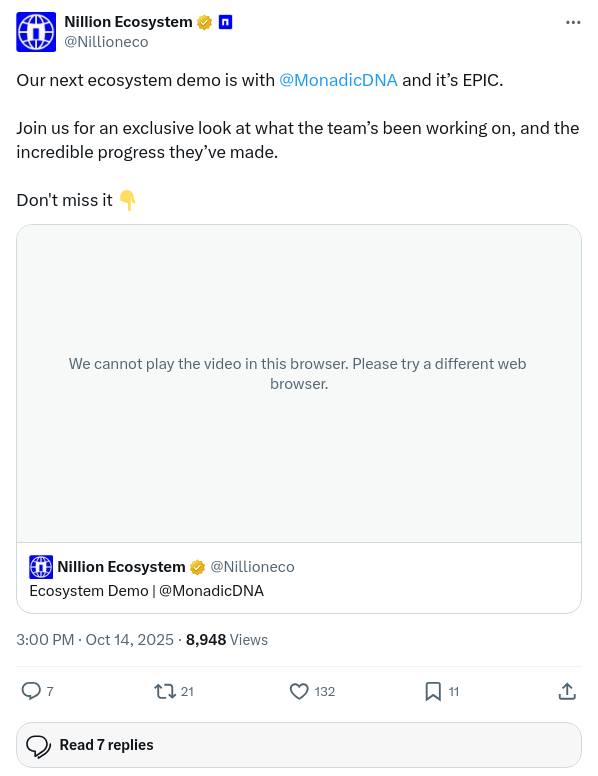 Nillion Ecosystem
@Nillioneco
Our next ecosystem demo is with @MonadicDNA and it’s EPIC.
Join us for an exclusive look at what the team’s been working on, and the
incredible progress they’ve made.
Don't miss it 👇
We cannot play the video in this browser. Please try a different web
browser.
Nillion Ecosystem @Nillioneco
Ecosystem Demo | @MonadicDNA
3:00 PM · Oct 14, 2025 · 8,948 Views
7 21 132 11
Read 7 replies